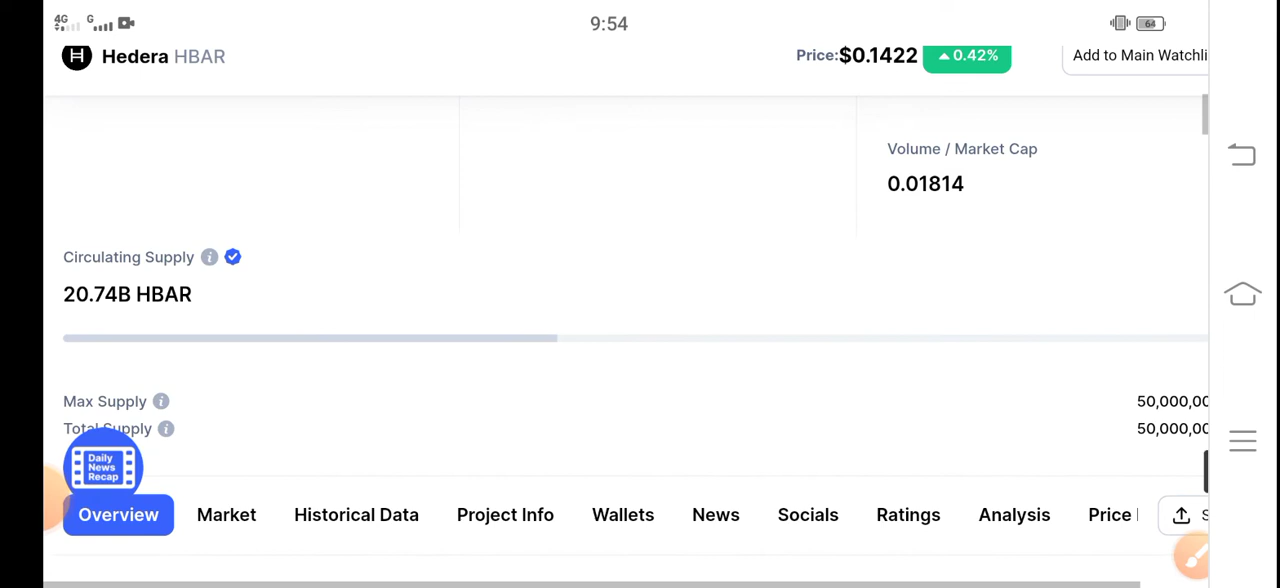 4G G 9:54 64
Hedera HBAR Price: $0.1422 0.42% Add to Main Watchli
Volume / Market Cap
0.01814
Circulating Supply
20.74B HBAR
Max Supply 50,000,00
Total Supply 50,000,00
Daily
News
Recap
Overview Market Historical Data Project Info Wallets News Socials Ratings Analysis Price